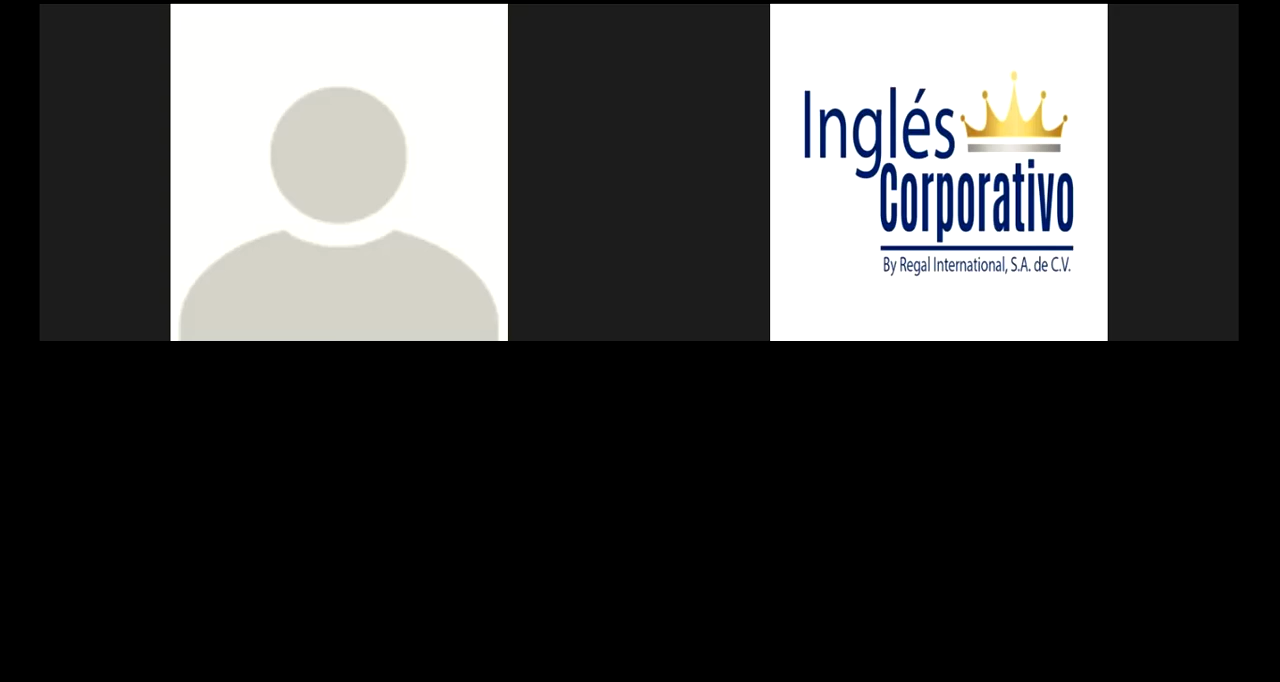 Inglés
Corporativo
By Regal International, S.A. de C.V.